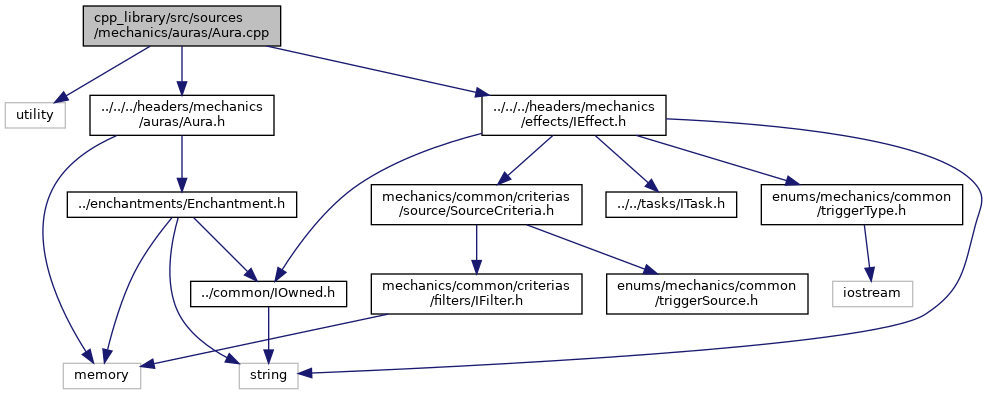 cpp_library/src/sources
/mechanics/auras/Aura.cpp
utility
../../../headers/mechanics
/auras/Aura.h
../../../headers/mechanics
/effects/IEffect.h
../enchantments/Enchantment.h
mechanics/common/criterias
/source/SourceCriteria.h
../../tasks/ITask.h
enums/mechanics/common
/triggerType.h
../common/IOwned.h
mechanics/common/criterias
/filters/IFilter.h
enums/mechanics/common
/triggerSource.h
iostream
memory
string